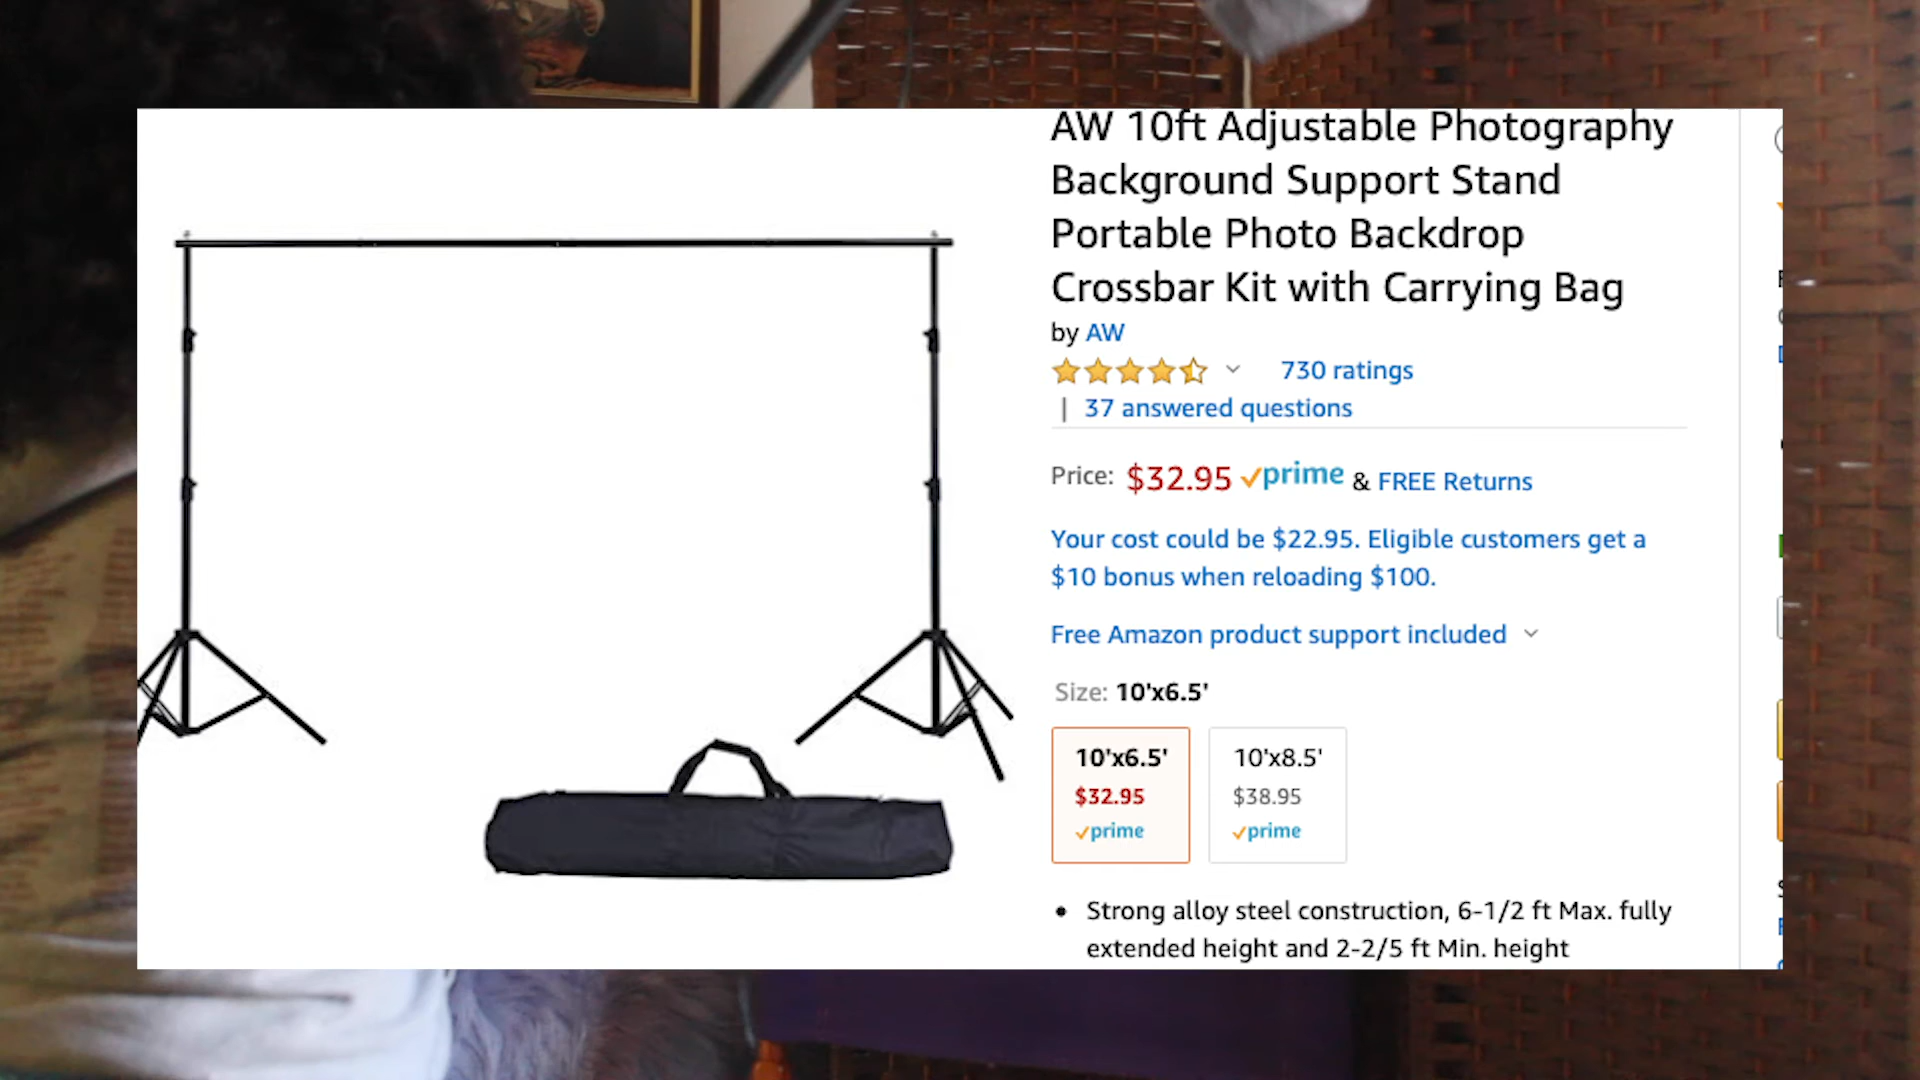 AW 10ft Adjustable Photography
Background Support Stand
Portable Photo Backdrop
Crossbar Kit with Carrying Bag
by AW
730 ratings
| 37 answered questions
Price: $32.95 prime & FREE Returns
Your cost could be $22.95. Eligible customers get a
$10 bonus when reloading $100.
Free Amazon product support included
Size: 10'x6.5'
10'x6.5' 10'x8.5'
$32.95 $38.95
prime prime
• Strong alloy steel construction, 6-1/2 ft Max. fully
extended height and 2-2/5 ft Min. height